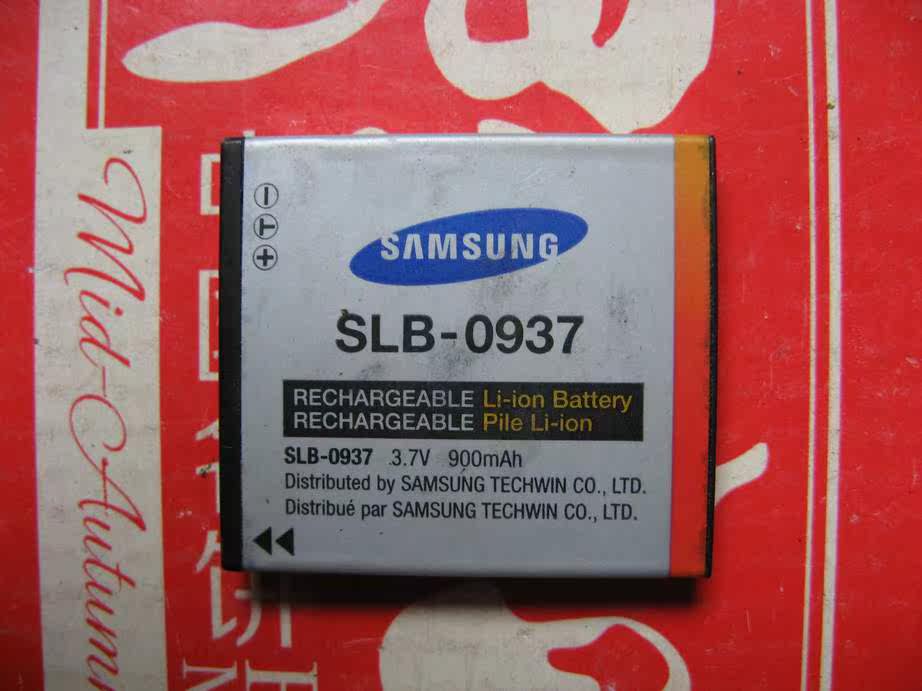 SAMSUNG
SLB-0937
RECHARGEABLE Li-ion Battery
RECHARGEABLE Pile Li-ion
SLB-0937 3.7V 900mAh
Distributed by SAMSUNG TECHWIN CO., LTD.
Distribué par SAMSUNG TECHWIN CO., LTD.
− T +
Mid-Autumn